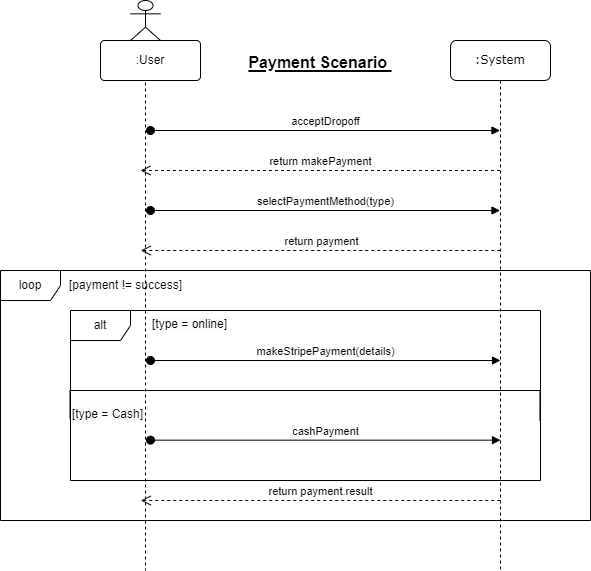 :User
Payment Scenario
:System
acceptDropoff
return makePayment
selectPaymentMethod(type)
return payment
loop
[payment != success]
alt
[type = online]
makeStripePayment(details)
[type = Cash]
cashPayment
return payment.result